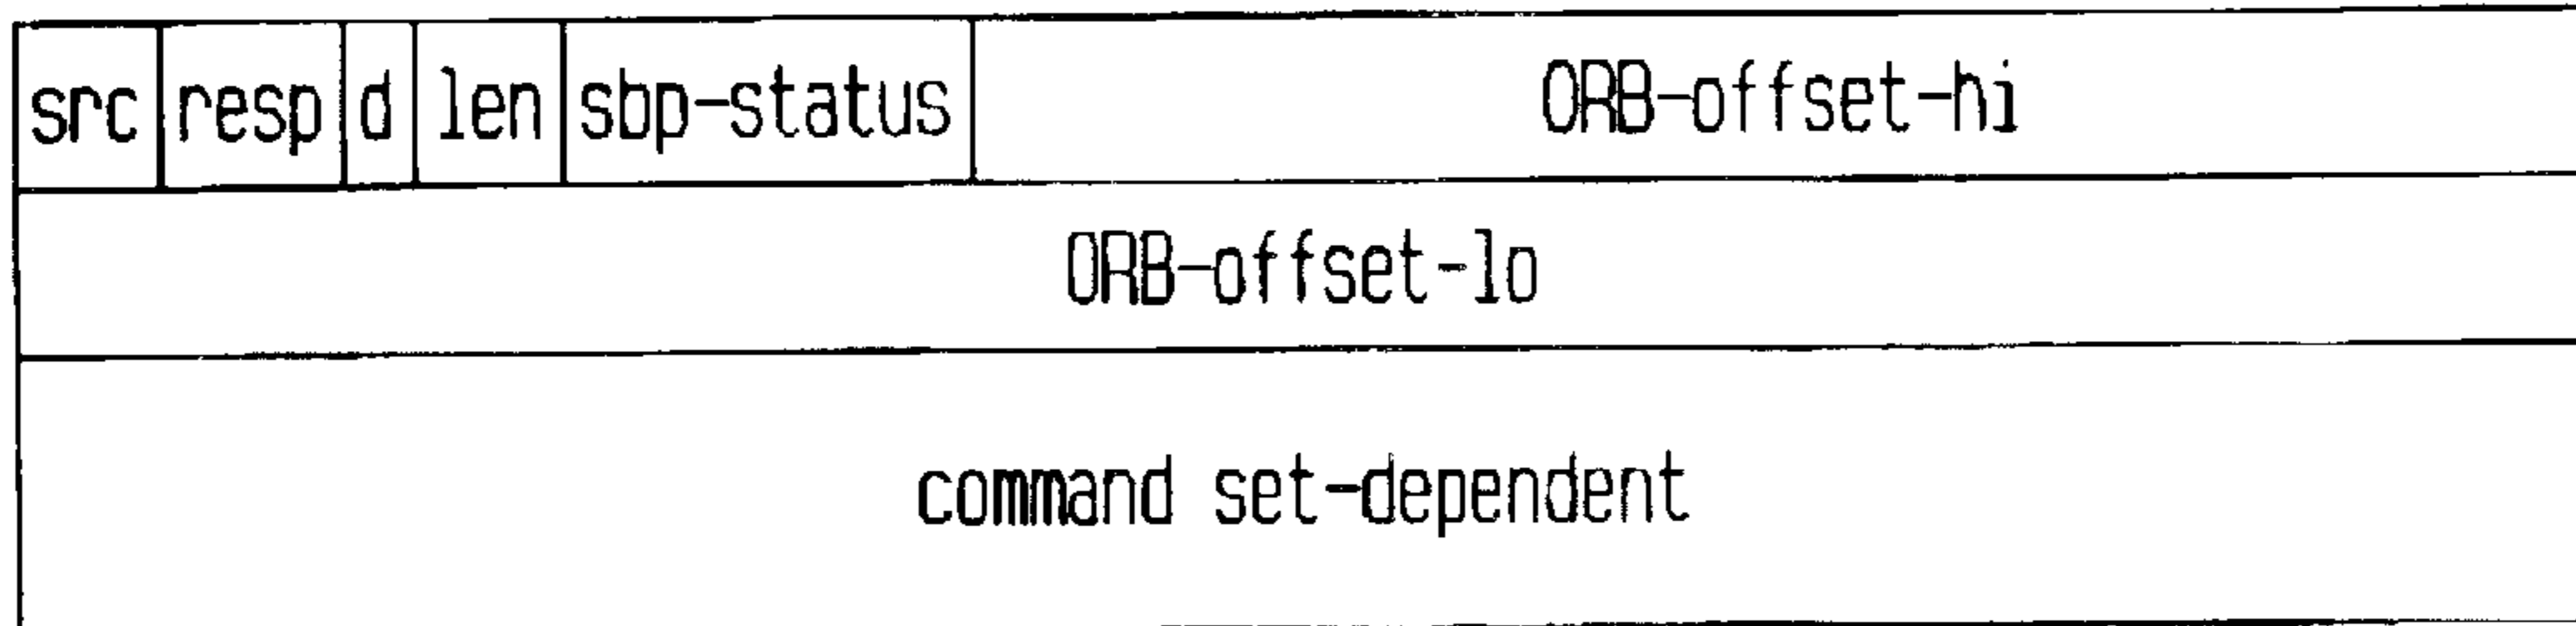 src resp d len sbp-status ORB-offset-hi
ORB-offset-lo
command set-dependent